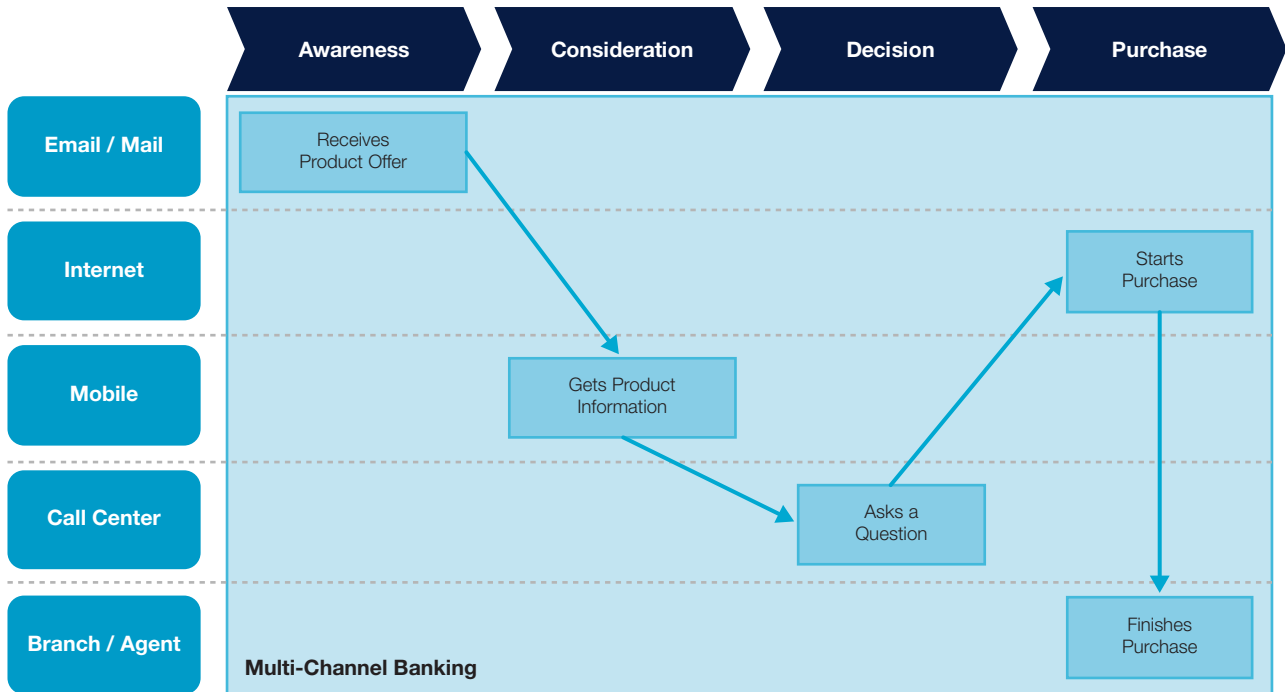 Awareness
Consideration
Decision
Purchase
Email / Mail
Receives
Product Offer
Internet
Starts
Purchase
Mobile
Gets Product
Information
Call Center
Asks a
Question
Branch / Agent
Finishes
Purchase
Multi-Channel Banking